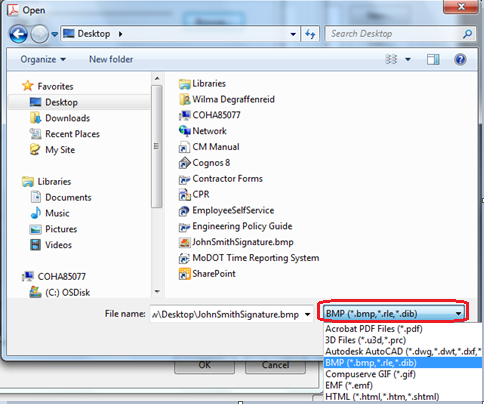 Open
Desktop
Search Desktop
Organize
New folder
Favorites
Desktop
Downloads
Recent Places
My Site
Libraries
Documents
Music
Pictures
Videos
COHA85077
(C:) OSDisk
Libraries
Wilma Degraffenreid
COHA85077
Network
CM Manual
Cognos 8
Contractor Forms
CPR
EmployeeSelfService
Engineering Policy Guide
JohnSmithSignature.bmp
MoDOT Time Reporting System
SharePoint
File name:
\Desktop\JohnSmithSignature.bmp
BMP (*.bmp,*.rle,*.dib)
Acrobat PDF Files (*.pdf)
3D Files (*.u3d,*.prc)
Autodesk AutoCAD (*.dwg,*.dwt,*.dxf,*
BMP (*.bmp,*.rle,*.dib)
Compuserve GIF (*.gif)
EMF (*.emf)
HTML (*.html,*.htm,*.shtml)
OK
Cancel